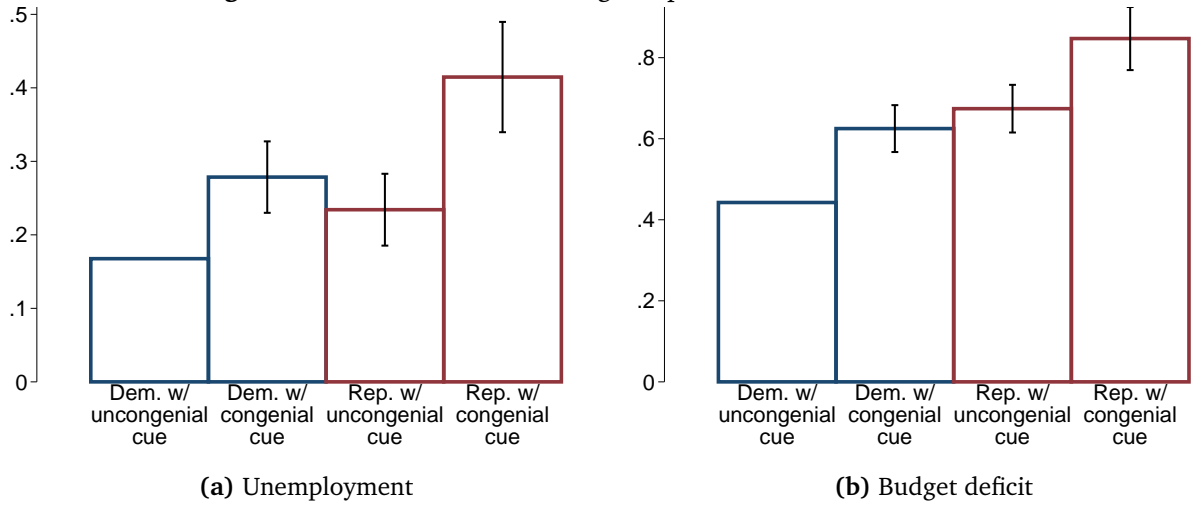 .5
.4
.3
.2
.1
0
Dem. w/ uncongenial cue
Dem. w/ congenial cue
Rep. w/ uncongenial cue
Rep. w/ congenial cue
(a) Unemployment
.8
.6
.4
.2
0
Dem. w/ uncongenial cue
Dem. w/ congenial cue
Rep. w/ uncongenial cue
Rep. w/ congenial cue
(b) Budget deficit